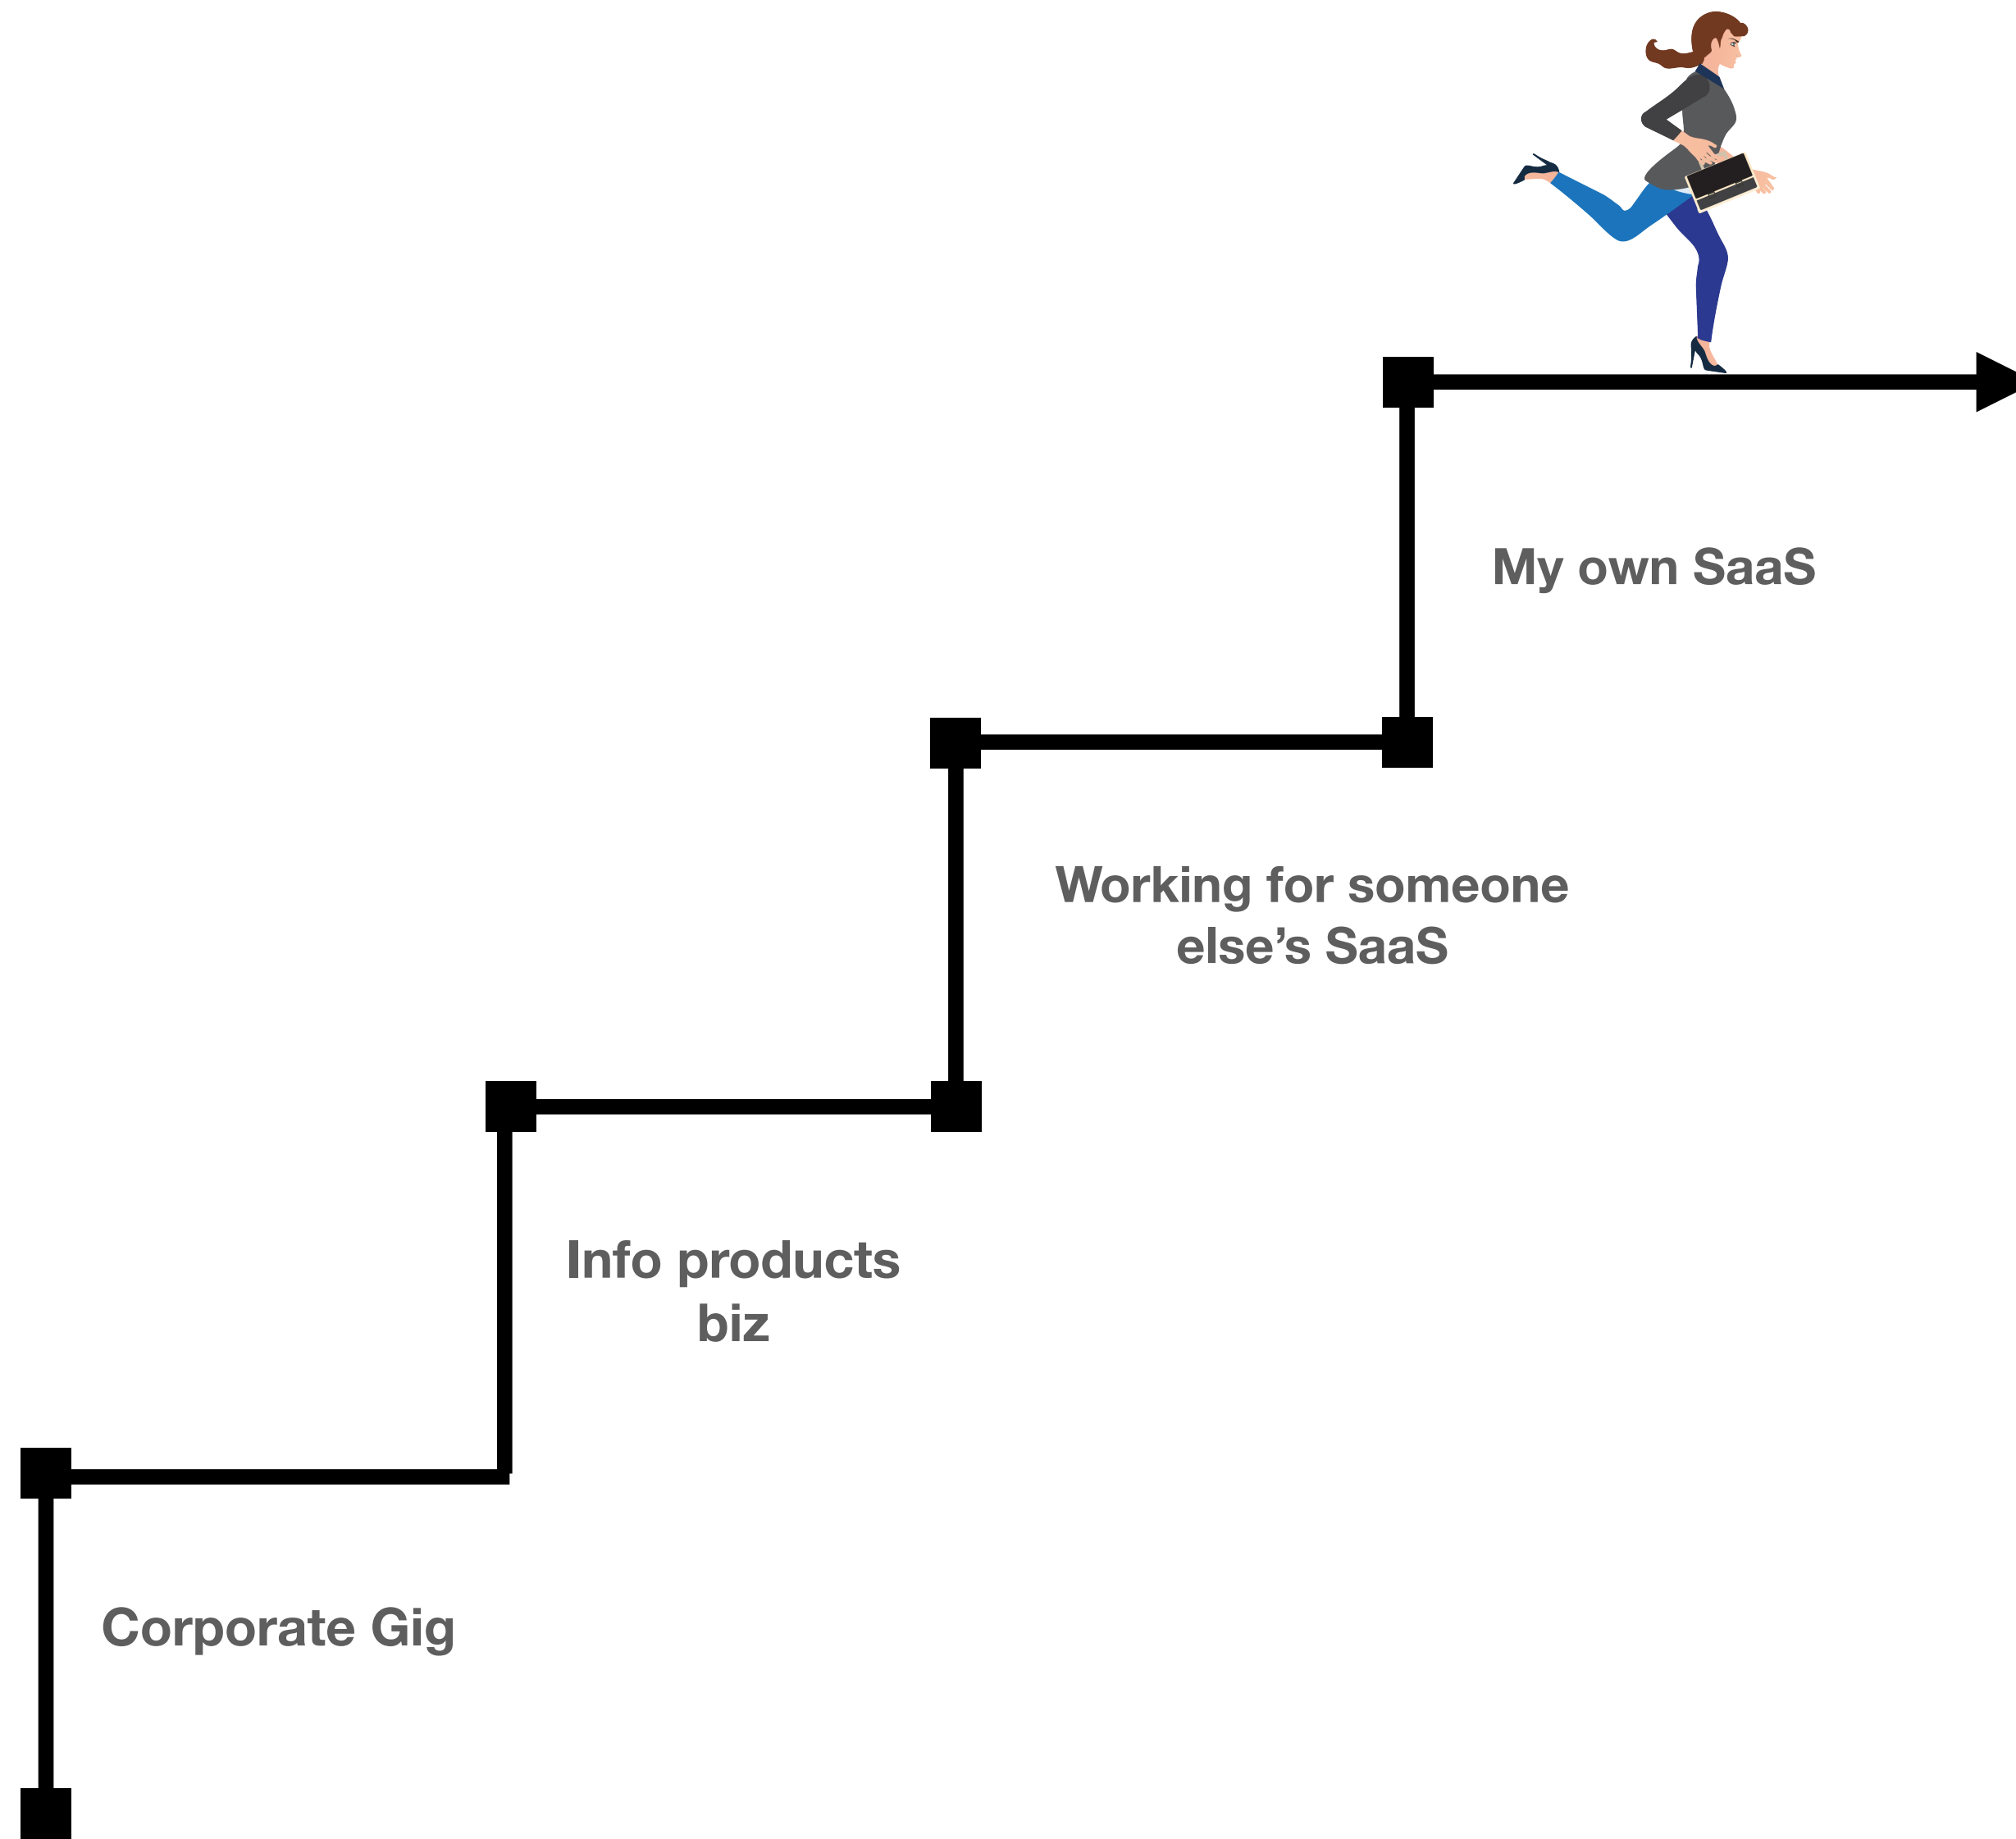 My own SaaS
Working for someone
else’s SaaS
Info products
biz
Corporate Gig